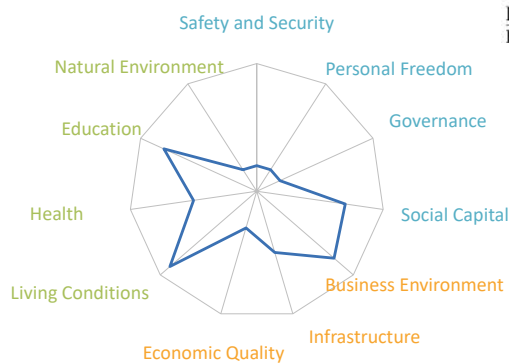 Safety and Security
Natural Environment
Personal Freedom
Education
Governance
Health
Social Capital
Living Conditions
Business Environment
Infrastructure
Economic Quality